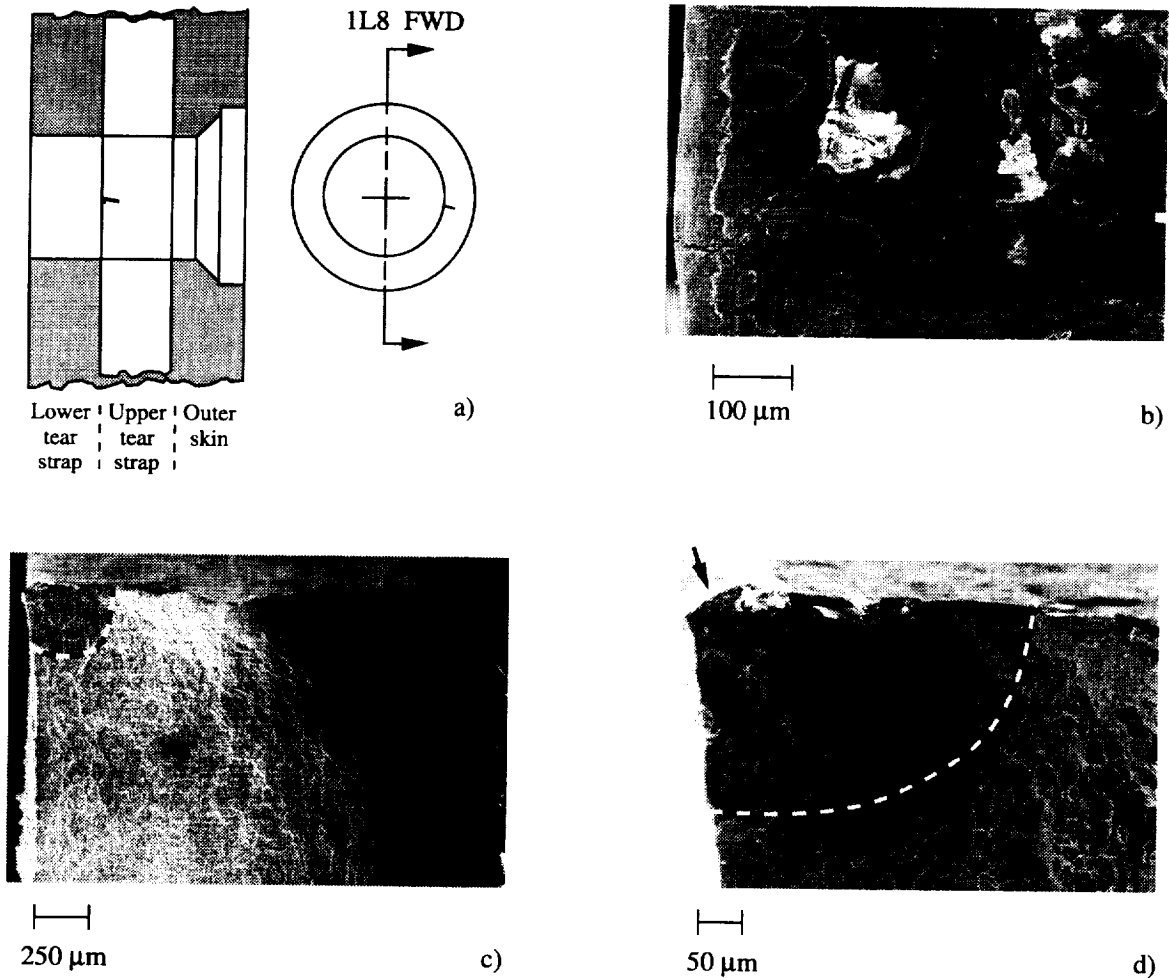 1L8 FWD
Lower
tear
strap
Upper
tear
strap
Outer
skin
a)
100 μm
b)
250 μm
c)
50 μm
d)